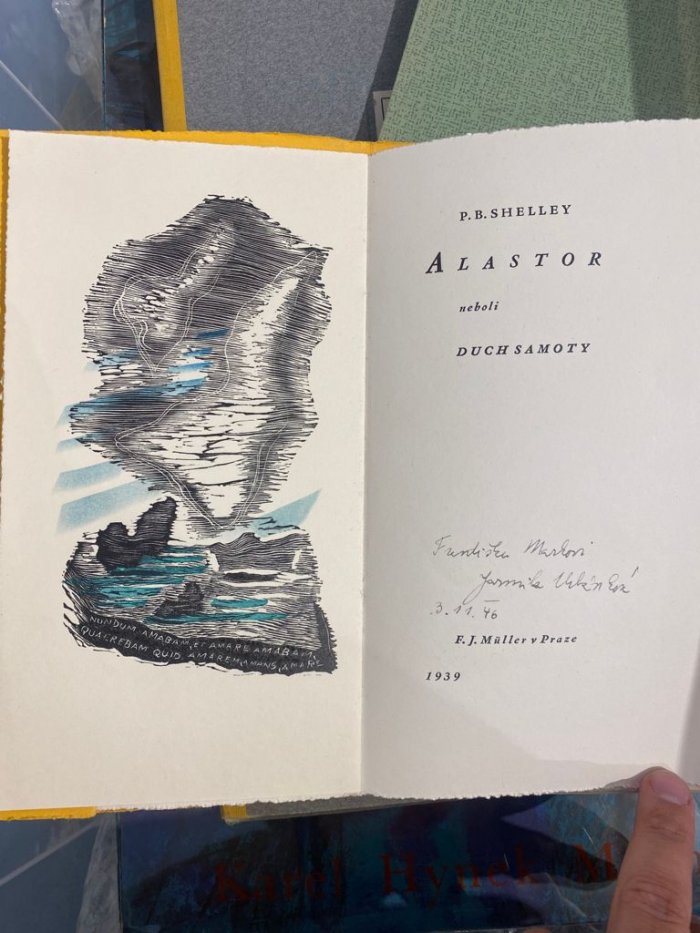 NONDUM AMABAM, ET AMARE AMABAM,
QUAEREBAM QUID AMAREM, AMANS, AMARE
P. B. SHELLEY
ALASTOR
neboli
DUCH SAMOTY
Františku Markovi
Jarmila Urbánková
3. 11. 46
F. J. Müller v Praze
1939
Karel Hynek M